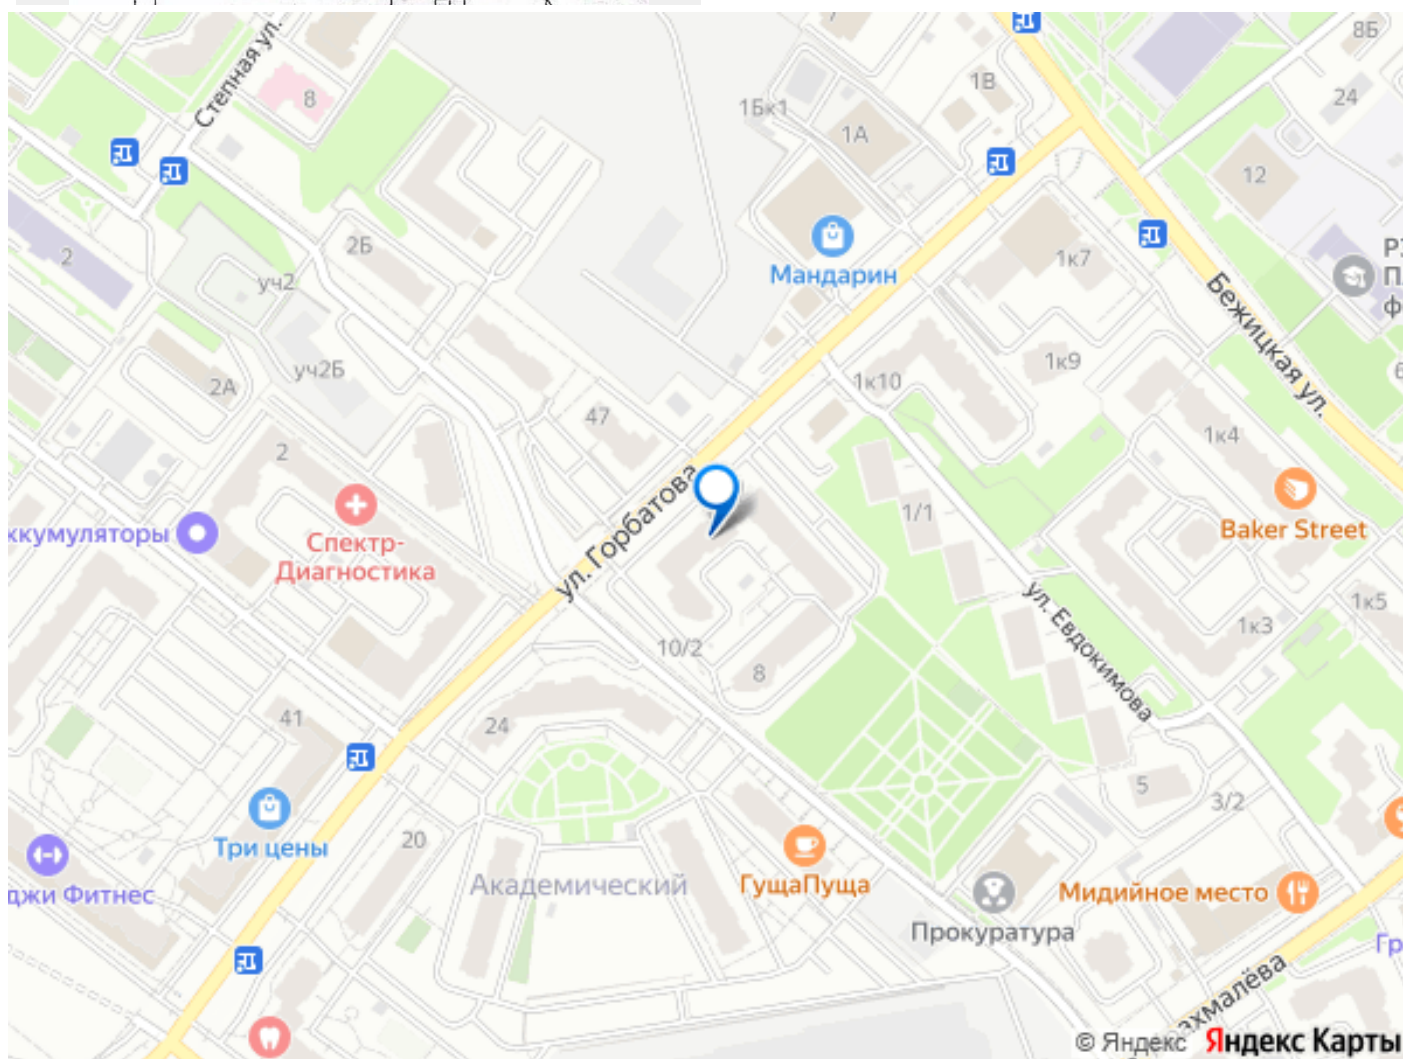 Степная ул.
8
8Б
24
1В
1Бк1
1А
12
2
2Б
уч2
Мандарин
1к7
Бежицкая ул.
уч2Б
2А
47
1к10
1к9
1к4
2
ул. Горбатова
1/1
Baker Street
Спектр-
Диагностика
ул. Евдокимова
1к5
1к3
10/2
8
41
24
5
3/2
Три цены
20
Академический
ГущаПуща
Мидийное место
Прокуратура
© Яндекс
Яндекс Карты